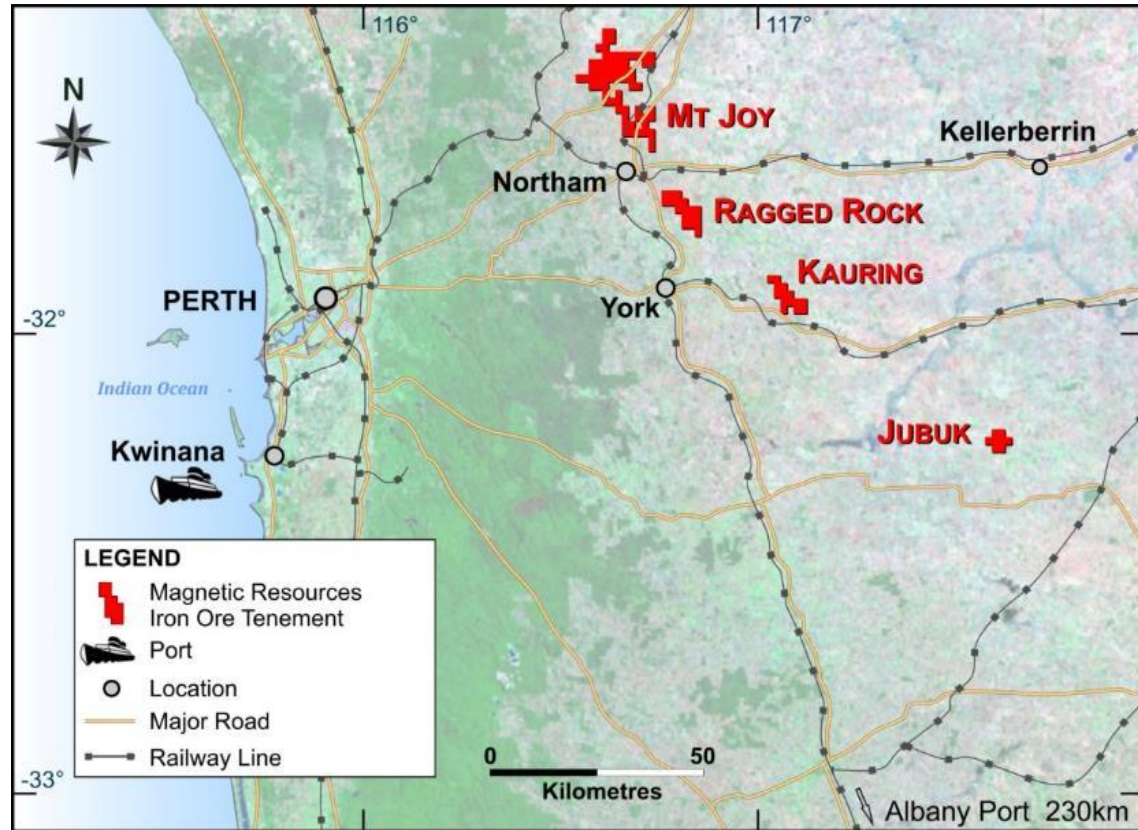 116°
117°
N
MT JOY
Kellerberrin
Northam
RAGGED ROCK
KAURING
PERTH
York
-32°
Indian Ocean
JUBUK
Kwinana
LEGEND
Magnetic Resources
Iron Ore Tenement
Port
Location
Major Road
Railway Line
0 50
Kilometres
-33°
Albany Port 230km